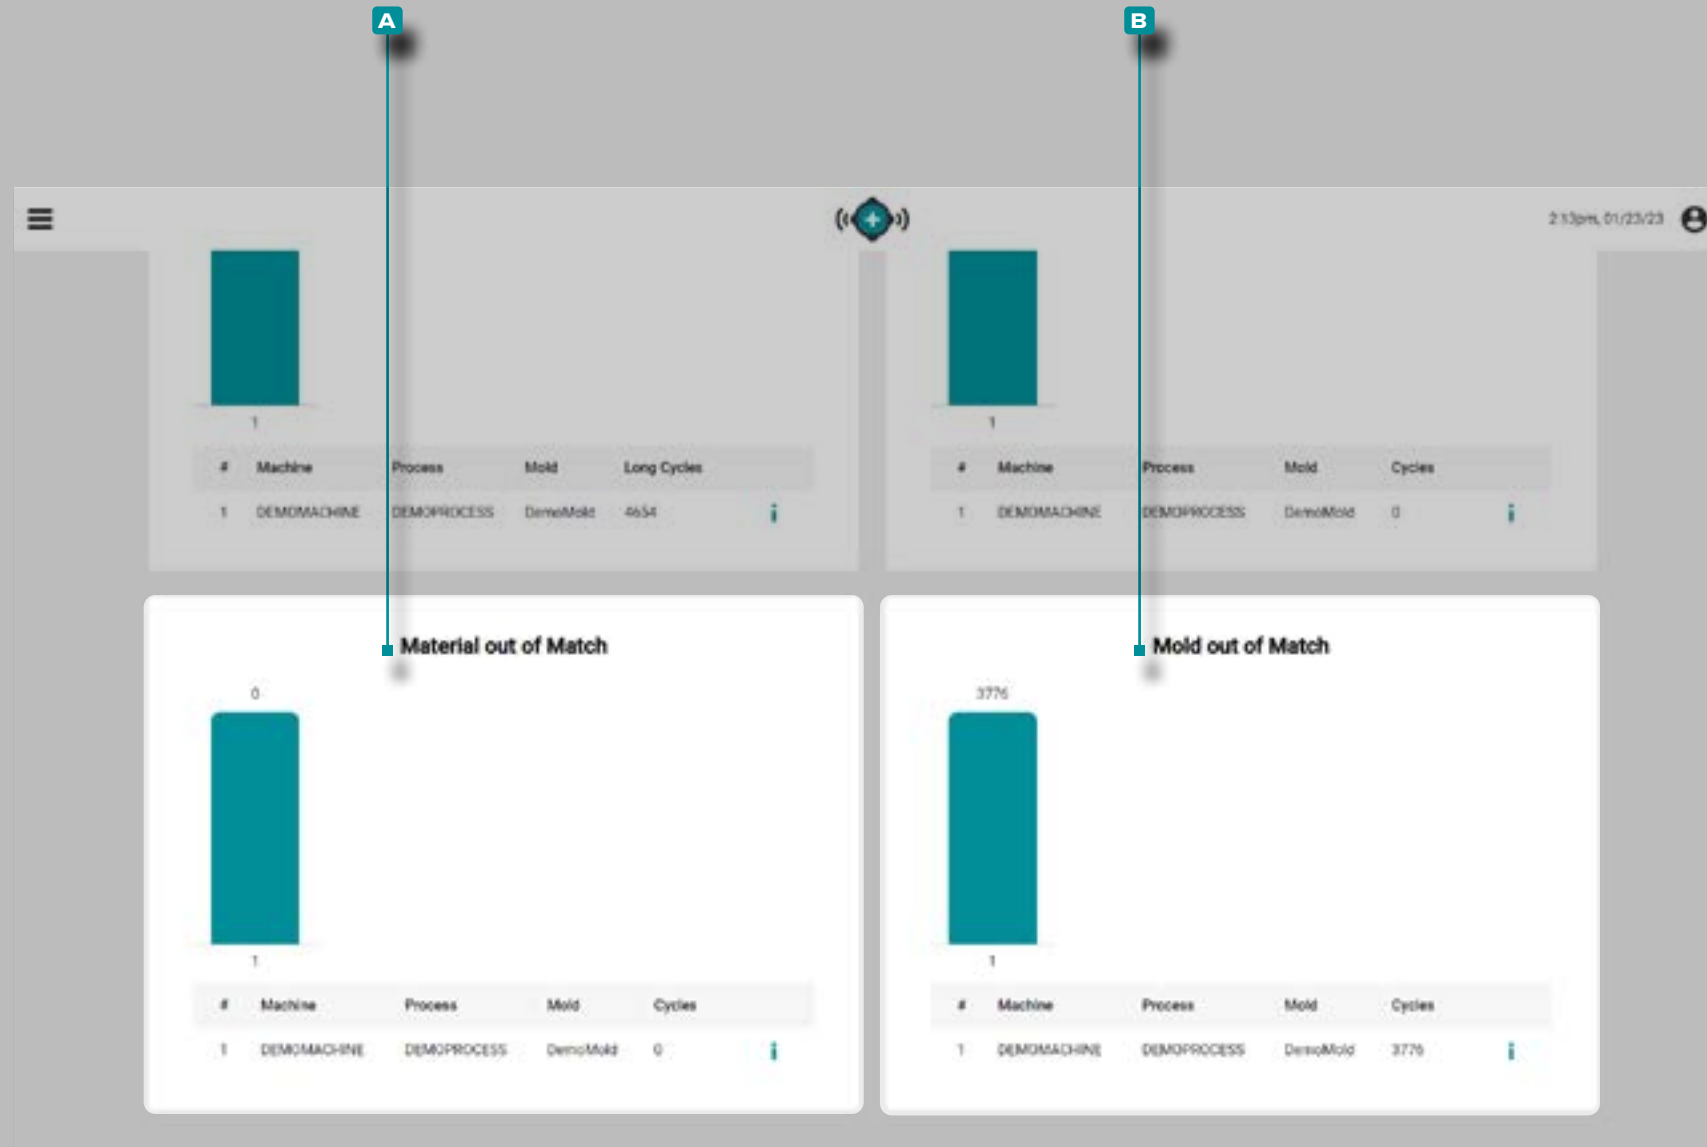 A B
2:13pm, 01/23/23
1
# Machine Process Mold Long Cycles
1 DEMOMACHINE DEMOPROCESS DemoMold 4654 i
1
# Machine Process Mold Cycles
1 DEMOMACHINE DEMOPROCESS DemoMold 0 i
Material out of Match
0
1
# Machine Process Mold Cycles
1 DEMOMACHINE DEMOPROCESS DemoMold 0 i
Mold out of Match
3776
1
# Machine Process Mold Cycles
1 DEMOMACHINE DEMOPROCESS DemoMold 3776 i